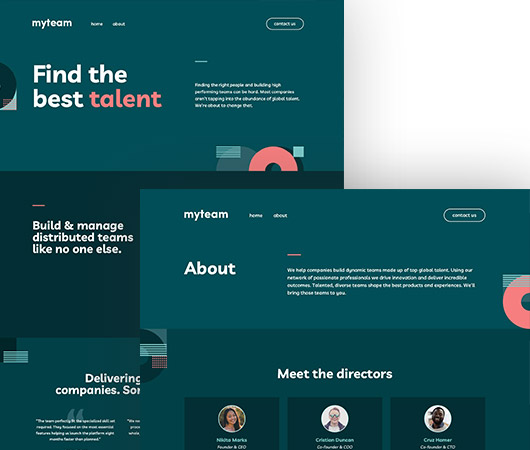 myteam
home
about
contact us
Find the
best talent
Finding the right people and building high
performing teams can be hard. Most companies
aren't tapping into the abundance of global talent.
We're about to change that.
Build & manage
distributed teams
like no one else.
Delivering
companies. Som
"The team perfectly fit the specialized skill set
required. They focused on the most essential
features helping us launch the platform eight
months faster than planned."
"We ne
whole,
myteam
home
about
contact us
About
We help companies build dynamic teams made up of top global talent. Using our
network of passionate professionals we drive innovation and deliver incredible
outcomes. Talented, diverse teams shape the best products and experiences. We'll
bring those teams to you.
Meet the directors
Nikita Marks
Founder & CEO
Cristian Duncan
Co-founder & COO
Cruz Hamer
Co-founder & CTO